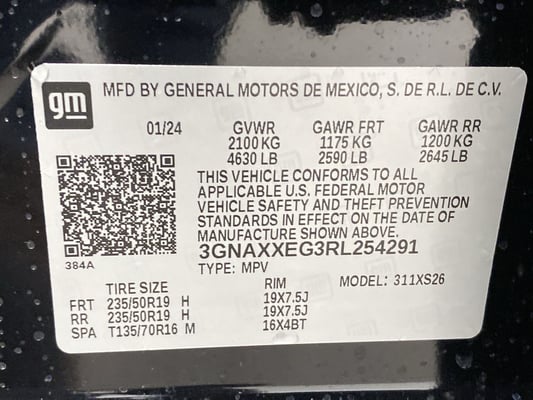 gm
MFD BY GENERAL MOTORS DE MEXICO, S. DE R.L. DE C.V.
01/24 GVWR GAWR FRT GAWR RR
2100 KG 1175 KG 1200 KG
4630 LB 2590 LB 2645 LB
THIS VEHICLE CONFORMS TO ALL
APPLICABLE U.S. FEDERAL MOTOR
VEHICLE SAFETY AND THEFT PREVENTION
STANDARDS IN EFFECT ON THE DATE OF
MANUFACTURE SHOWN ABOVE.
3GNAXXEG3RL254291
384A TYPE: MPV
TIRE SIZE RIM MODEL: 311XS26
FRT 235/50R19 H 19X7.5J
RR 235/50R19 H 19X7.5J
SPA T135/70R16 M 16X4BT